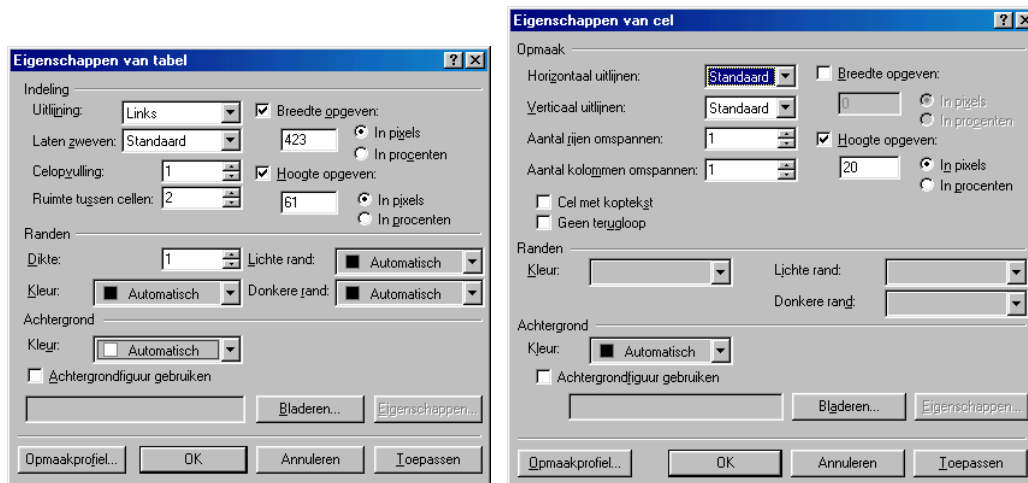 Eigenschappen van tabel
Indeling
Uitlijning: Links
Breedte opgeven:
423
In pixels
In procenten
Laten zweven: Standaard
Celopvulling: 1
Hoogte opgeven:
61
In pixels
In procenten
Ruimte tussen cellen: 2
Randen
Dikte: 1 Lichte rand: Automatisch
Kleur: Automatisch Donkere rand: Automatisch
Achtergrond
Kleur: Automatisch
Achtergrondfiguur gebruiken
Bladeren... Eigenschappen...
Opmaakprofiel... OK Annuleren Toepassen
Eigenschappen van cel
Opmaak
Horizontaal uitlijnen: Standaard
Breedte opgeven:
0
In pixels
In procenten
Verticaal uitlijnen: Standaard
Aantal rijen omspannen: 1
Hoogte opgeven:
20
In pixels
In procenten
Aantal kolommen omspannen: 1
Cel met koptekst
Geen terugloop
Randen
Kleur: Lichte rand:
Donkere rand:
Achtergrond
Kleur: Automatisch
Achtergrondfiguur gebruiken
Bladeren... Eigenschappen...
Opmaakprofiel... OK Annuleren Toepassen